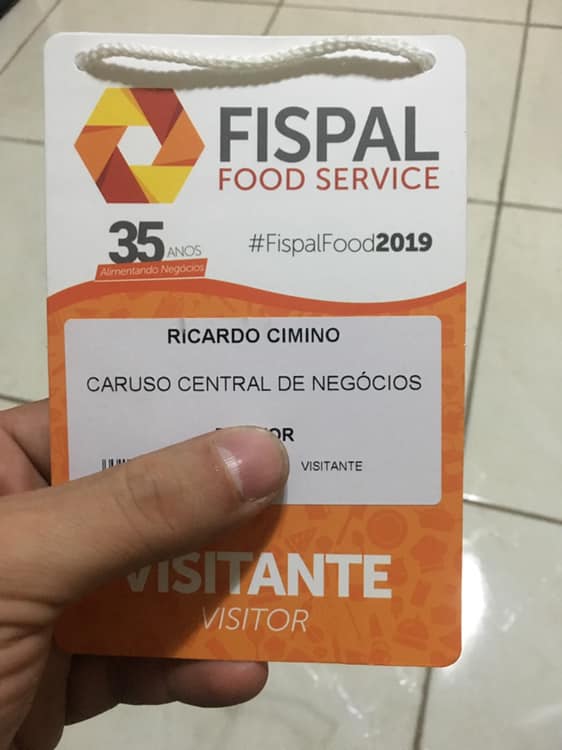 FISPAL
FOOD SERVICE
35 ANOS
Alimentando Negócios
#FispalFood2019
RICARDO CIMINO
CARUSO CENTRAL DE NEGÓCIOS
VISITANTE
VISITANTE
VISITOR